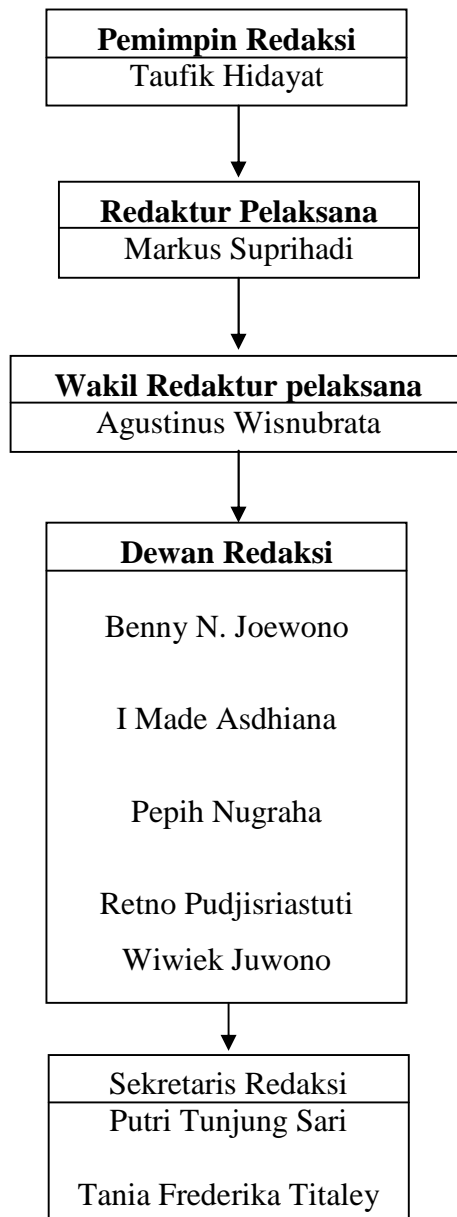 Pemimpin Redaksi
Taufik Hidayat
Redaktur Pelaksana
Markus Suprihadi
Wakil Redaktur pelaksana
Agustinus Wisnubrata
Dewan Redaksi
Benny N. Joewono
I Made Asdhiana
Pepih Nugraha
Retno Pudjisriastuti
Wiwiek Juwono
Sekretaris Redaksi
Putri Tunjung Sari
Tania Frederika Titaley